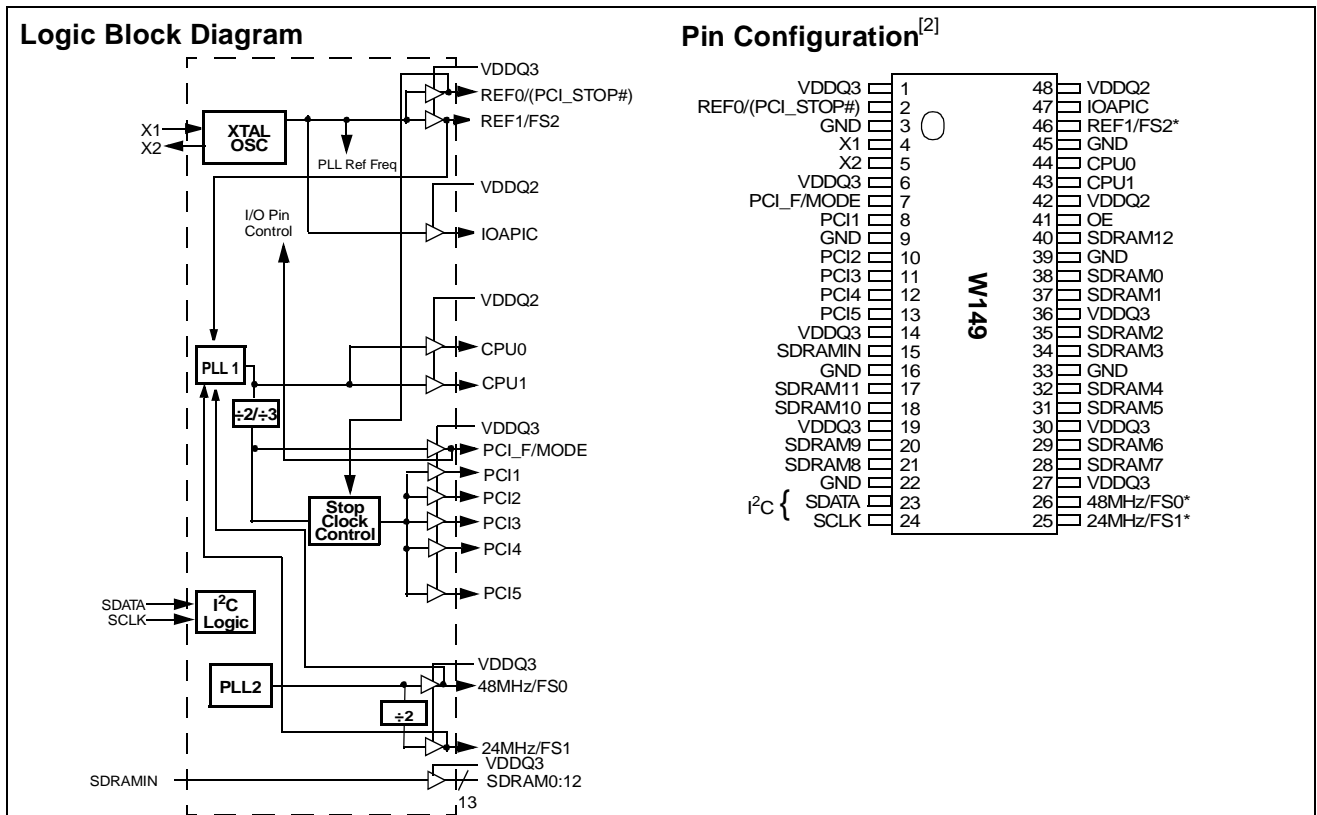 Logic Block Diagram
VDDQ3
REF0/(PCI_STOP#)
X1
XTAL
OSC
REF1/FS2
X2
PLL Ref Freq
VDDQ2
I/O Pin
Control
IOAPIC
VDDQ2
CPU0
PLL 1
CPU1
÷2/÷3
VDDQ3
PCI_F/MODE
PCI1
PCI2
Stop
Clock
Control
PCI3
PCI4
PCI5
SDATA
SCLK
I²C
Logic
VDDQ3
PLL2
48MHz/FS0
÷2
24MHz/FS1
VDDQ3
SDRAMIN
SDRAM0:12
13
Pin Configuration[2]
VDDQ3 1 48 VDDQ2
REF0/(PCI_STOP#) 2 47 IOAPIC
GND 3 46 REF1/FS2*
X1 4 45 GND
X2 5 44 CPU0
VDDQ3 6 43 CPU1
PCI_F/MODE 7 42 VDDQ2
PCI1 8 41 OE
GND 9 40 SDRAM12
PCI2 10 39 GND
PCI3 11 38 SDRAM0
PCI4 12 37 SDRAM1
PCI5 13 36 VDDQ3
VDDQ3 14 35 SDRAM2
SDRAMIN 15 34 SDRAM3
GND 16 33 GND
SDRAM11 17 32 SDRAM4
SDRAM10 18 31 SDRAM5
VDDQ3 19 30 VDDQ3
SDRAM9 20 29 SDRAM6
SDRAM8 21 28 SDRAM7
GND 22 27 VDDQ3
I²C { SDATA 23 26 48MHz/FS0*
SCLK 24 25 24MHz/FS1*
W149